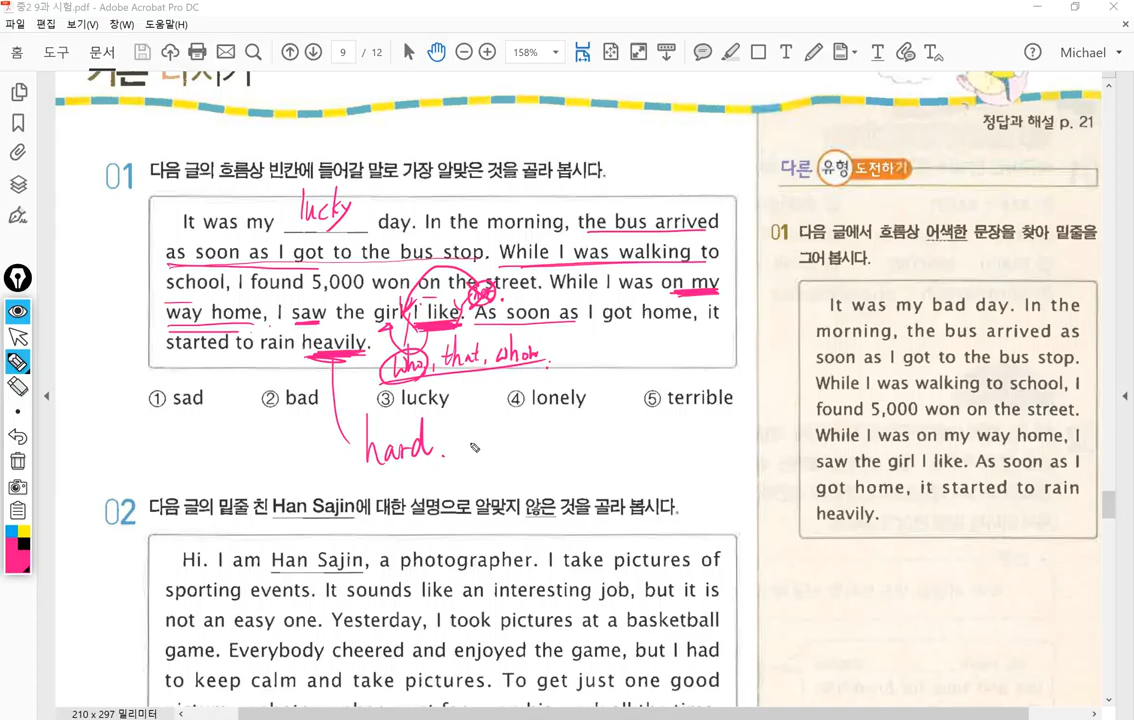 중2 9과 시험.pdf - Adobe Acrobat Pro DC
파일 편집 보기(V) 창(W) 도움말(H)
홈 도구 문서 9 / 12 158% Michael
정답과 해설 p. 21
01 다음 글의 흐름상 빈칸에 들어갈 말로 가장 알맞은 것을 골라 봅시다.
lucky
It was my ________ day. In the morning, the bus arrived
as soon as I got to the bus stop. While I was walking to
school, I found 5,000 won on the street. While I was on my
way home, I saw the girl I like. As soon as I got home, it
started to rain heavily.
who, that, whom.
① sad ② bad ③ lucky ④ lonely ⑤ terrible
hard.
02 다음 글의 밑줄 친 Han Sajin에 대한 설명으로 알맞지 않은 것을 골라 봅시다.
Hi. I am Han Sajin, a photographer. I take pictures of
sporting events. It sounds like an interesting job, but it is
not an easy one. Yesterday, I took pictures at a basketball
game. Everybody cheered and enjoyed the game, but I had
to keep calm and take pictures. To get just one good
다른 유형 도전하기
01 다음 글에서 흐름상 어색한 문장을 찾아 밑줄을
그어 봅시다.
It was my bad day. In the
morning, the bus arrived as
soon as I got to the bus stop.
While I was walking to school, I
found 5,000 won on the street.
While I was on my way home, I
saw the girl I like. As soon as I
got home, it started to rain
heavily.
210 x 297 밀리미터